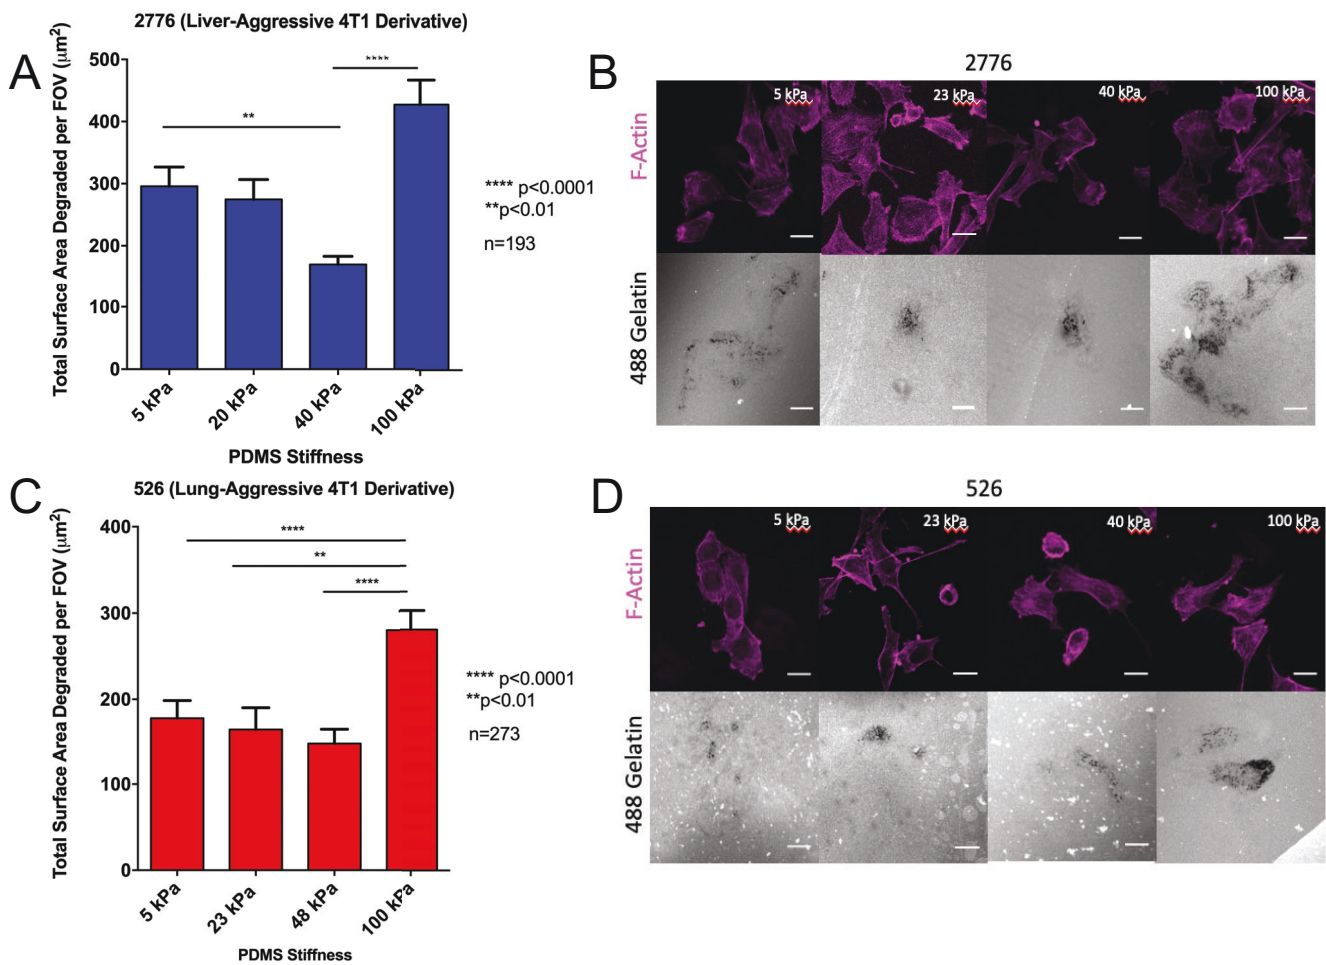 A
2776 (Liver-Aggressive 4T1 Derivative)
Total Surface Area Degraded per FOV (μm²)
500
400
300
200
100
0
**
****
5 kPa
20 kPa
40 kPa
100 kPa
PDMS Stiffness
**** p<0.0001
**p<0.01
n=193
B
2776
F-Actin
5 kPa
23 kPa
40 kPa
100 kPa
488 Gelatin
C
526 (Lung-Aggressive 4T1 Derivative)
Total Surface Area Degraded per FOV (μm²)
400
300
200
100
0
****
**
****
5 kPa
23 kPa
48 kPa
100 kPa
PDMS Stiffness
**** p<0.0001
**p<0.01
n=273
D
526
F-Actin
5 kPa
23 kPa
40 kPa
100 kPa
488 Gelatin